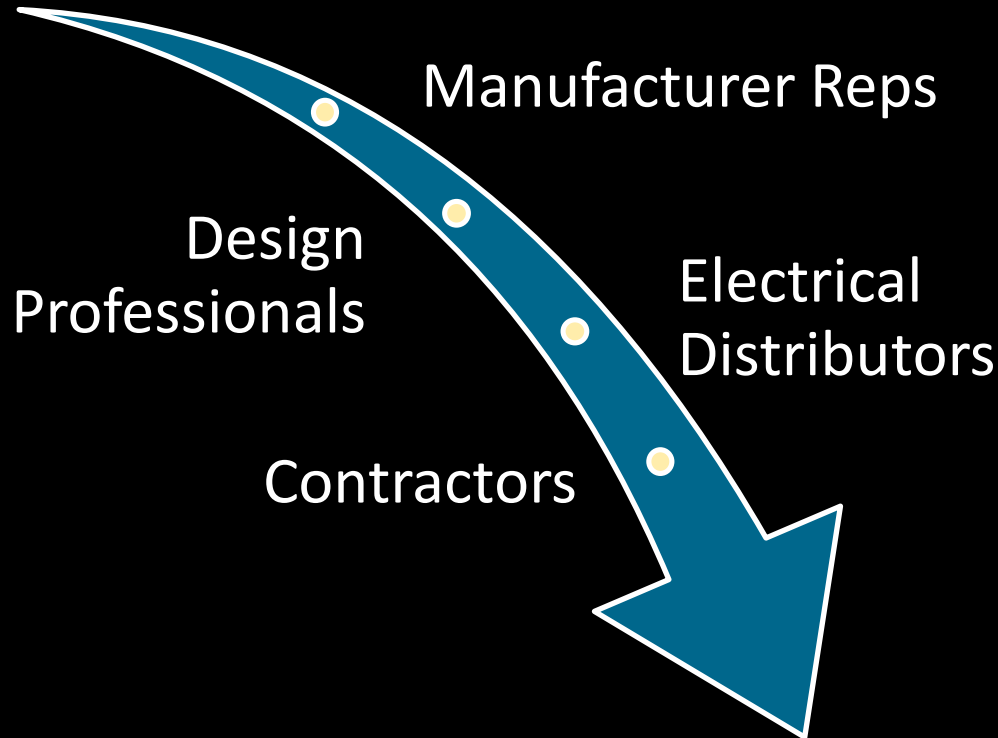 Manufacturer Reps
Design
Professionals
Electrical
Distributors
Contractors